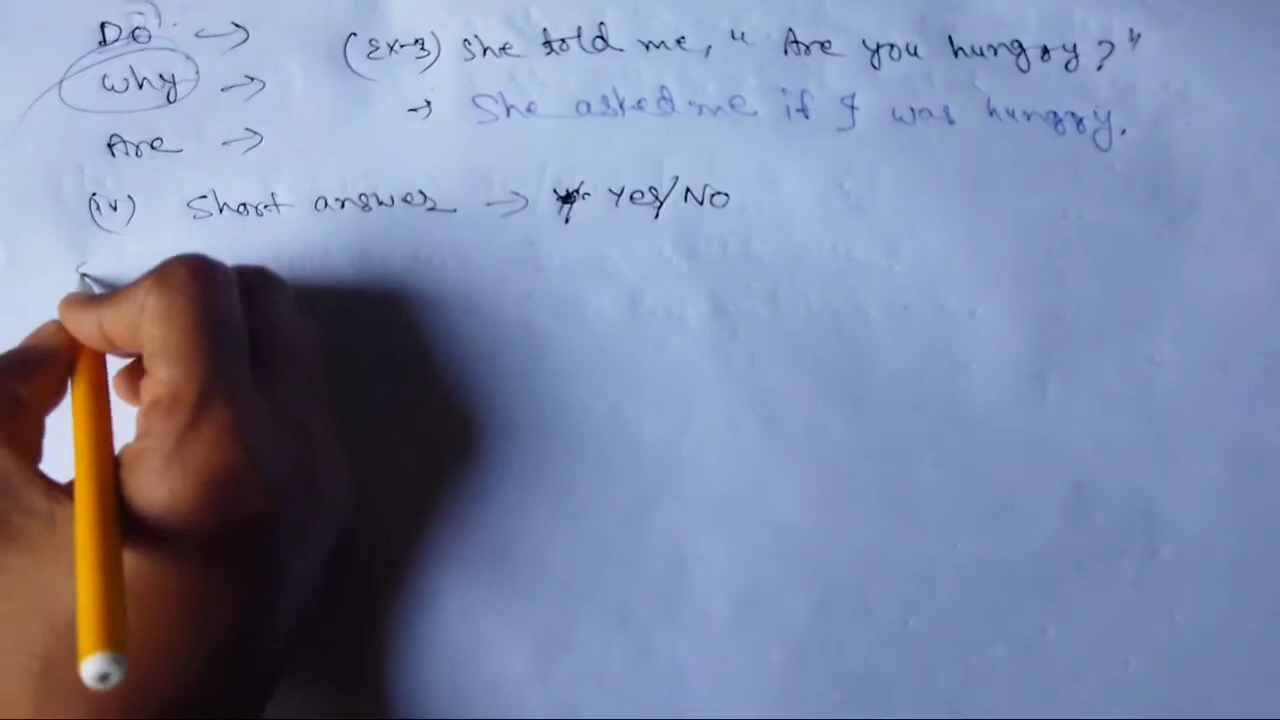 Do →
(Ex-3) She told me, " Are you hungry?"
Why →
→ She asked me if I was hungry.
Are →
(iv) Short answer → Yes/No